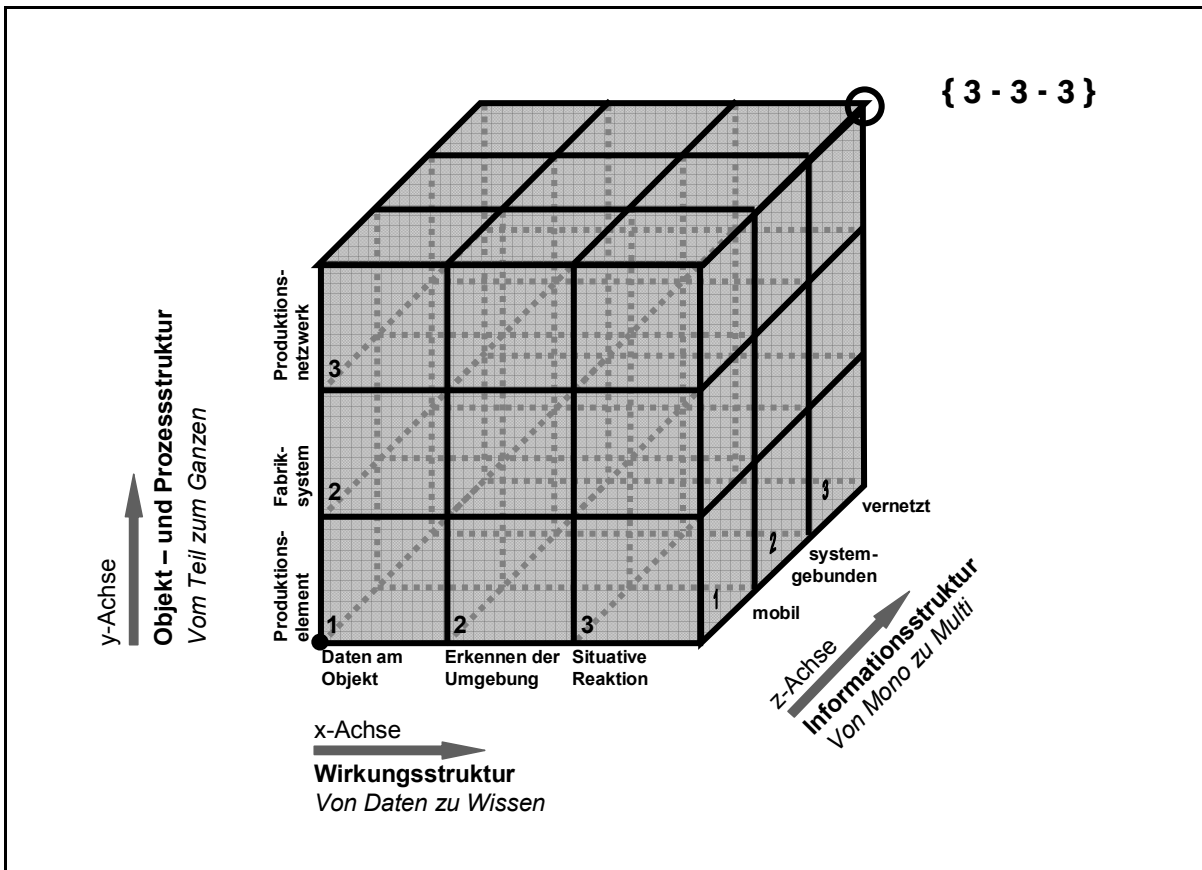 { 3 - 3 - 3 }
Produktions-
netzwerk
Fabrik-
system
Produktions-
element
3
2
1
2
3
1
2
3
Daten am
Objekt
Erkennen der
Umgebung
Situative
Reaktion
mobil
system-
gebunden
vernetzt
y-Achse
Objekt – und Prozessstruktur
Vom Teil zum Ganzen
x-Achse
Wirkungsstruktur
Von Daten zu Wissen
z-Achse
Informationsstruktur
Von Mono zu Multi